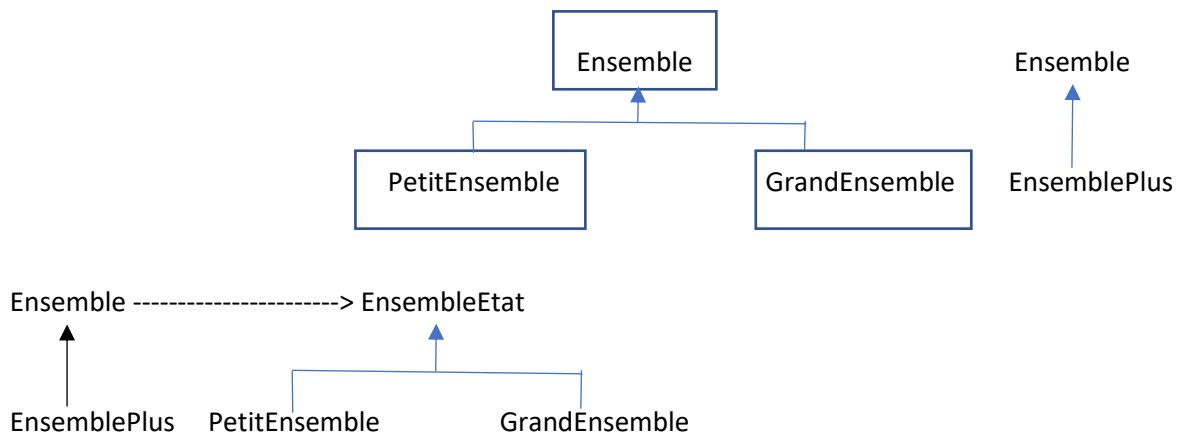 Ensemble Ensemble
PetitEnsemble GrandEnsemble EnsemblePlus
Ensemble -----------------------> EnsembleEtat
EnsemblePlus PetitEnsemble GrandEnsemble